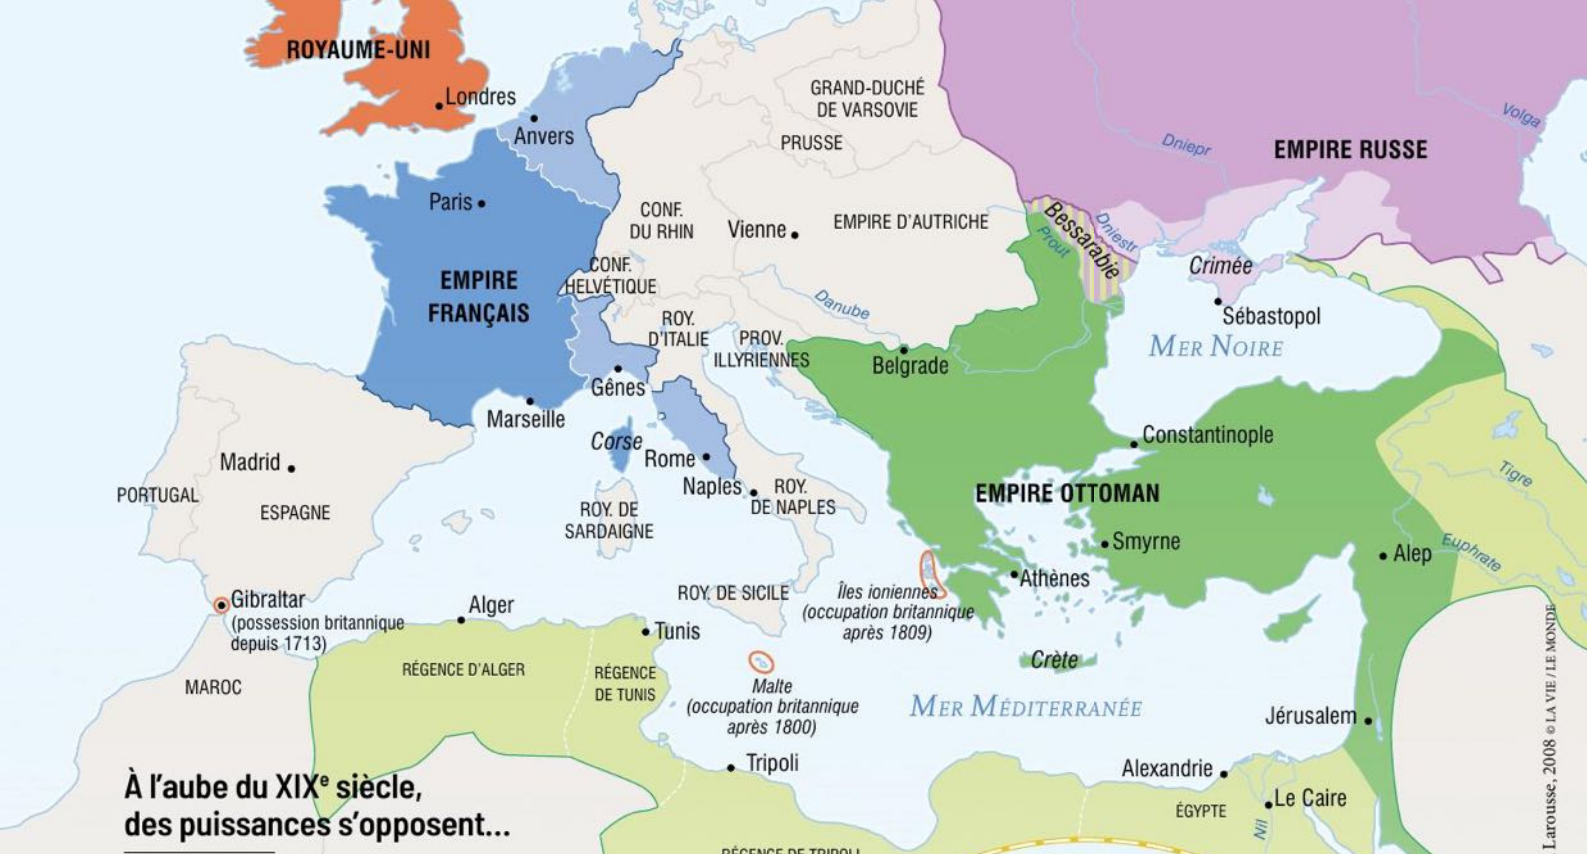 ROYAUME-UNI
Londres
Anvers
Paris
EMPIRE
FRANÇAIS
GRAND-DUCHÉ
DE VARSOVIE
PRUSSE
CONF.
DU RHIN
Vienne
EMPIRE D'AUTRICHE
CONF.
HELVÉTIQUE
Danube
ROY.
D'ITALIE
PROV.
ILLYRIENNES
Belgrade
Gênes
Marseille
Corse
Rome
Naples
ROY.
DE NAPLES
ROY. DE
SARDAIGNE
ROY. DE SICILE
Madrid
PORTUGAL
ESPAGNE
Gibraltar
(possession britannique
depuis 1713)
MAROC
Alger
RÉGENCE D'ALGER
Tunis
RÉGENCE
DE TUNIS
Malte
(occupation britannique
après 1800)
Îles ioniennes
(occupation britannique
après 1809)
Tripoli
RÉGENCE DE TRIPOLI
EMPIRE RUSSE
Volga
Dniepr
Dniestr
Bessarabie
Prout
Crimée
Sébastopol
MER NOIRE
Constantinople
EMPIRE OTTOMAN
Smyrne
Athènes
Crète
MER MÉDITERRANÉE
Alep
Tigre
Euphrate
Jérusalem
Alexandrie
Le Caire
ÉGYPTE
Nil
À l'aube du XIXe siècle,
des puissances s'opposent...
Larousse, 2008 © LA VIE / LE MONDE